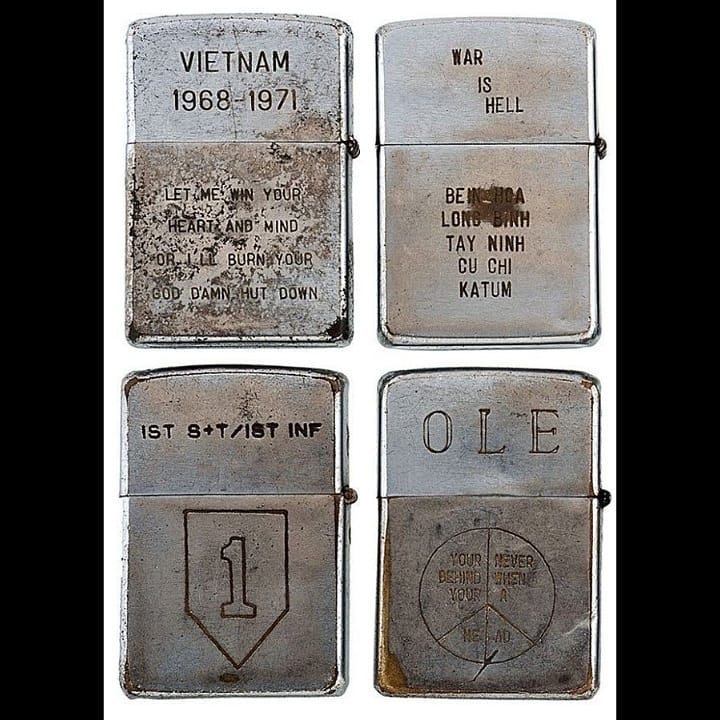 VIETNAM
1968-1971
LET ME WIN YOUR
HEART AND MIND
OR I,LL BURN YOUR
GOD DAMN HUT DOWN
WAR
IS
HELL
BEIN HOA
LONG BINH
TAY NINH
CU CHI
KATUM
1ST S+T/1ST INF
1
OLE
YOUR NEVER
BEHIND WHEN
YOUR A
HEAD